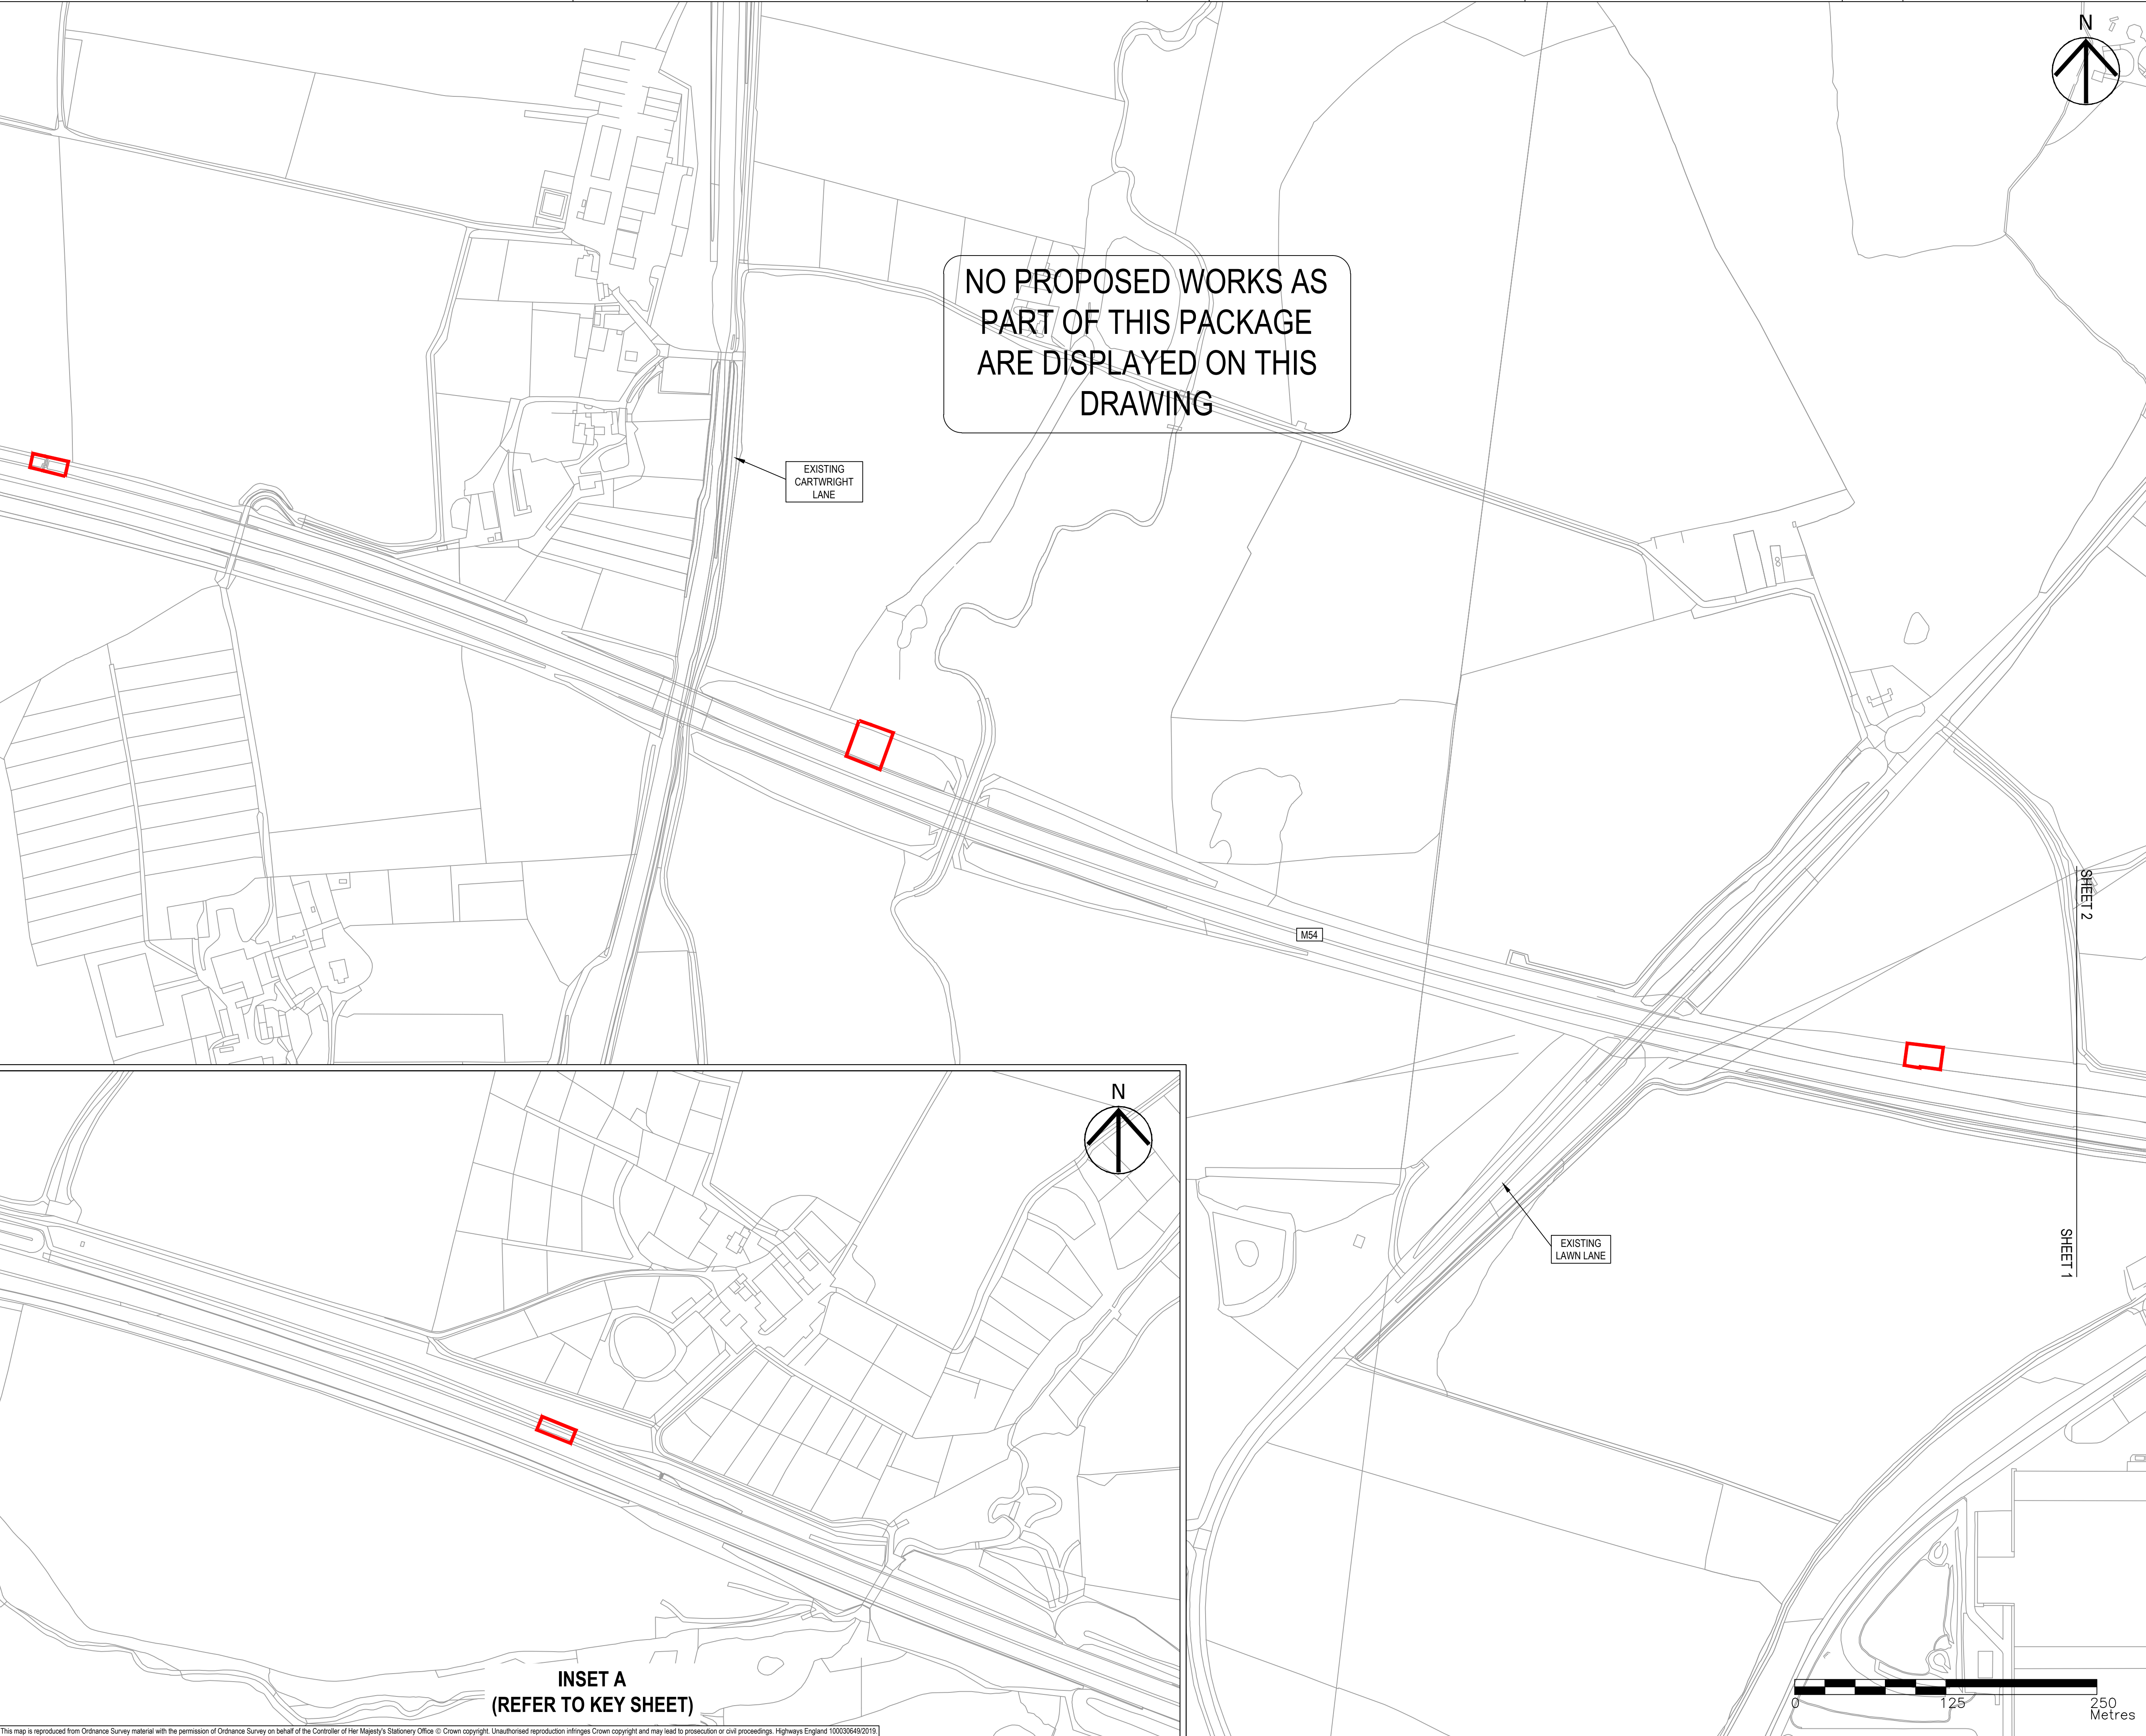 N
NO PROPOSED WORKS AS
PART OF THIS PACKAGE
ARE DISPLAYED ON THIS
DRAWING
EXISTING
CARTWRIGHT
LANE
M54
SHEET 2
SHEET 1
EXISTING
LAWN LANE
N
INSET A
(REFER TO KEY SHEET)
0 125 250
Metres
This map is reproduced from Ordnance Survey material with the permission of Ordnance Survey on behalf of the Controller of Her Majesty's Stationery Office © Crown copyright. Unauthorised reproduction infringes Crown copyright and may lead to prosecution or civil proceedings. Highways England 100030649/2019.